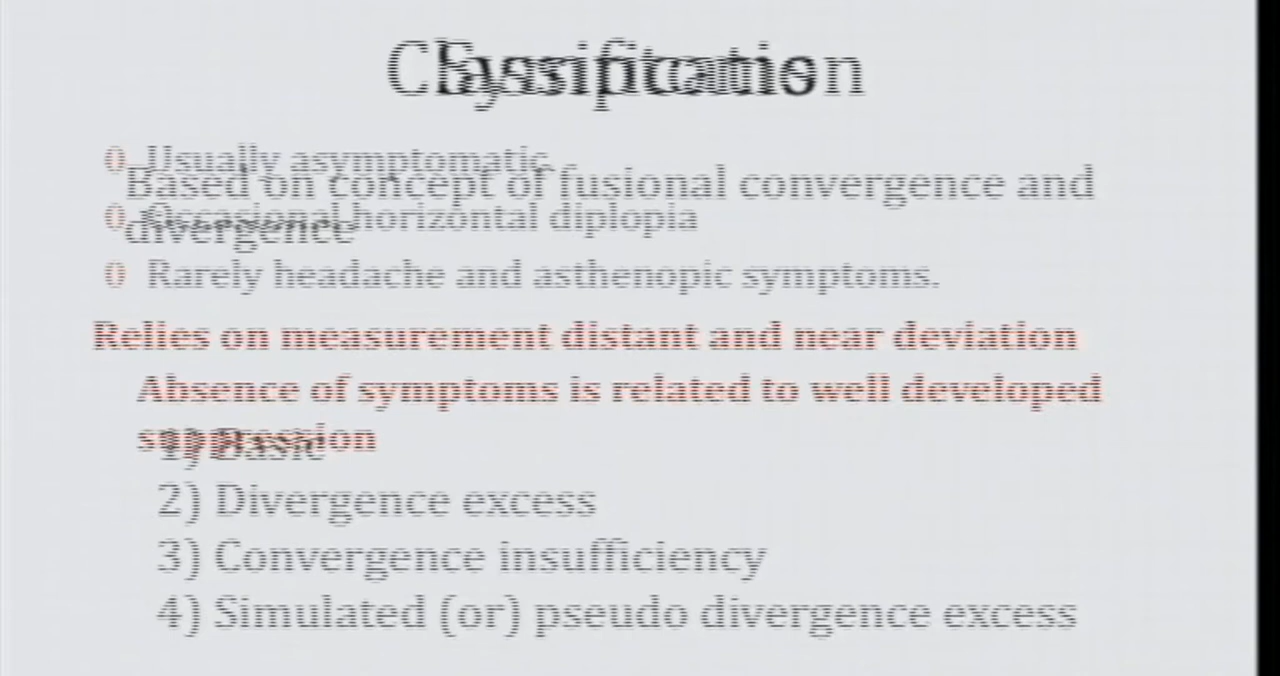 Classification
Symptoms
Usually asymptomatic
Based on concept of fusional convergence and
Occasional horizontal diplopia
divergence
Rarely headache and asthenopic symptoms.
Relies on measurement distant and near deviation
Absence of symptoms is related to well developed
suppression
1) Basic
2) Divergence excess
3) Convergence insufficiency
4) Simulated (or) pseudo divergence excess